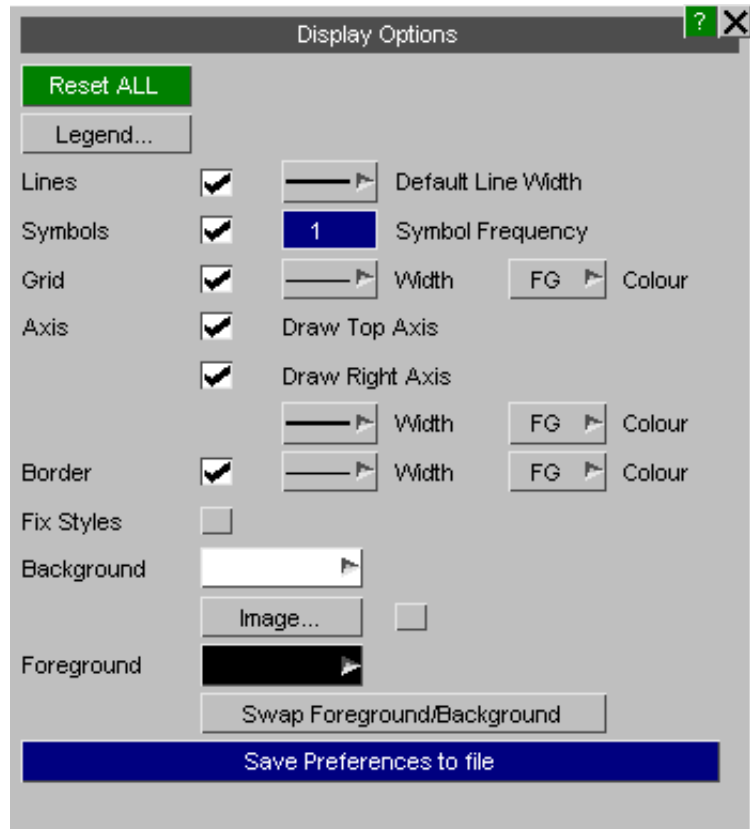 Display Options ?
Reset ALL
Legend...
Lines Default Line Width
Symbols 1 Symbol Frequency
Grid Width FG Colour
Axis Draw Top Axis
Draw Right Axis
Width FG Colour
Border Width FG Colour
Fix Styles
Background
Image...
Foreground
Swap Foreground/Background
Save Preferences to file